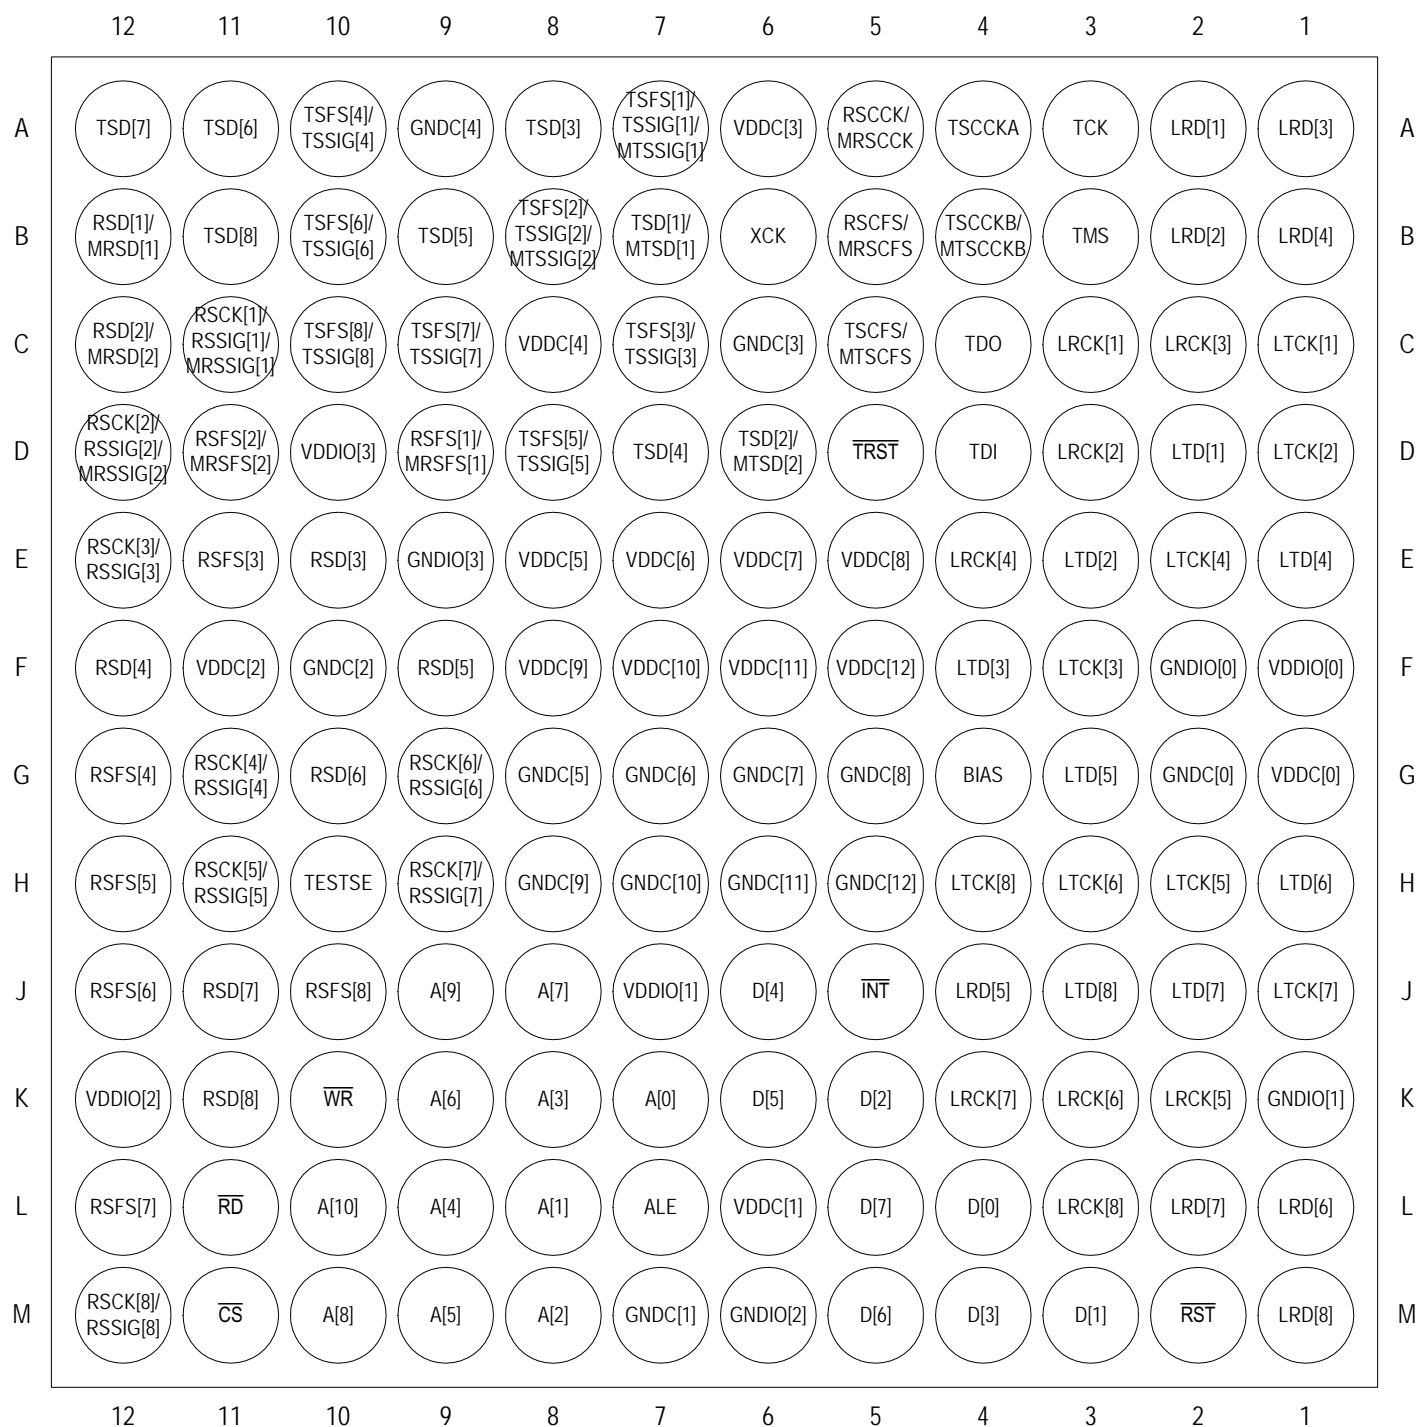 12 11 10 9 8 7 6 5 4 3 2 1
A TSD[7] TSD[6] TSFS[4]/ TSSIG[4] GNDC[4] TSD[3] TSFS[1]/ TSSIG[1]/ MTSSIG[1] VDDC[3] RSCCK/ MRSCCK TSCCKA TCK LRD[1] LRD[3] A
B RSD[1]/ MRSD[1] TSD[8] TSFS[6]/ TSSIG[6] TSD[5] TSFS[2]/ TSSIG[2]/ MTSSIG[2] TSD[1]/ MTSD[1] XCK RSCFS/ MRSCFS TSCCKB/ MTSCCKB TMS LRD[2] LRD[4] B
C RSD[2]/ MRSD[2] RSCK[1]/ RSSIG[1]/ MRSSIG[1] TSFS[8]/ TSSIG[8] TSFS[7]/ TSSIG[7] VDDC[4] TSFS[3]/ TSSIG[3] GNDC[3] TSCFS/ MTSCFS TDO LRCK[1] LRCK[3] LTCK[1] C
D RSCK[2]/ RSSIG[2]/ MRSSIG[2] RSFS[2]/ MRSFS[2] VDDIO[3] RSFS[1]/ MRSFS[1] TSFS[5]/ TSSIG[5] TSD[4] TSD[2]/ MTSD[2] TRST TDI LRCK[2] LTD[1] LTCK[2] D
E RSCK[3]/ RSSIG[3] RSFS[3] RSD[3] GNDIO[3] VDDC[5] VDDC[6] VDDC[7] VDDC[8] LRCK[4] LTD[2] LTCK[4] LTD[4] E
F RSD[4] VDDC[2] GNDC[2] RSD[5] VDDC[9] VDDC[10] VDDC[11] VDDC[12] LTD[3] LTCK[3] GNDIO[0] VDDIO[0] F
G RSFS[4] RSCK[4]/ RSSIG[4] RSD[6] RSCK[6]/ RSSIG[6] GNDC[5] GNDC[6] GNDC[7] GNDC[8] BIAS LTD[5] GNDC[0] VDDC[0] G
H RSFS[5] RSCK[5]/ RSSIG[5] TESTSE RSCK[7]/ RSSIG[7] GNDC[9] GNDC[10] GNDC[11] GNDC[12] LTCK[8] LTCK[6] LTCK[5] LTD[6] H
J RSFS[6] RSD[7] RSFS[8] A[9] A[7] VDDIO[1] D[4] INT LRD[5] LTD[8] LTD[7] LTCK[7] J
K VDDIO[2] RSD[8] WR A[6] A[3] A[0] D[5] D[2] LRCK[7] LRCK[6] LRCK[5] GNDIO[1] K
L RSFS[7] RD A[10] A[4] A[1] ALE VDDC[1] D[7] D[0] LRCK[8] LRD[7] LRD[6] L
M RSCK[8]/ RSSIG[8] CS A[8] A[5] A[2] GNDC[1] GNDIO[2] D[6] D[3] D[1] RST LRD[8] M
12 11 10 9 8 7 6 5 4 3 2 1